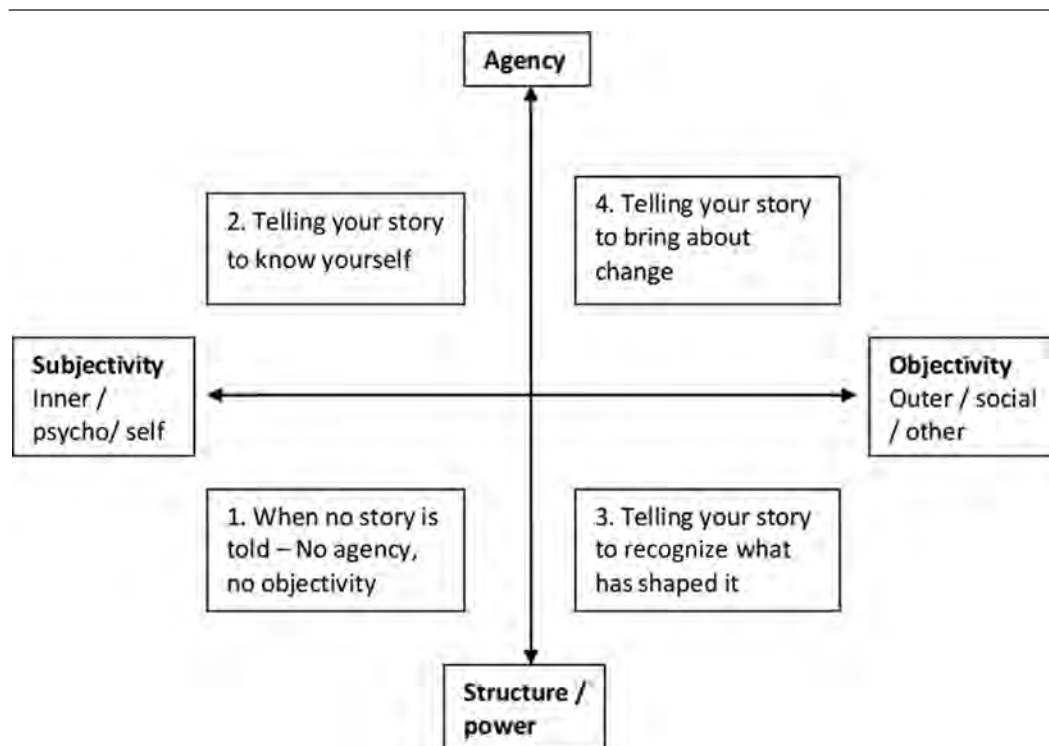 Agency
2. Telling your story
to know yourself
4. Telling your story
to bring about
change
Subjectivity
Inner /
psycho/ self
Objectivity
Outer / social
/ other
1. When no story is
told – No agency,
no objectivity
3. Telling your story
to recognize what
has shaped it
Structure /
power